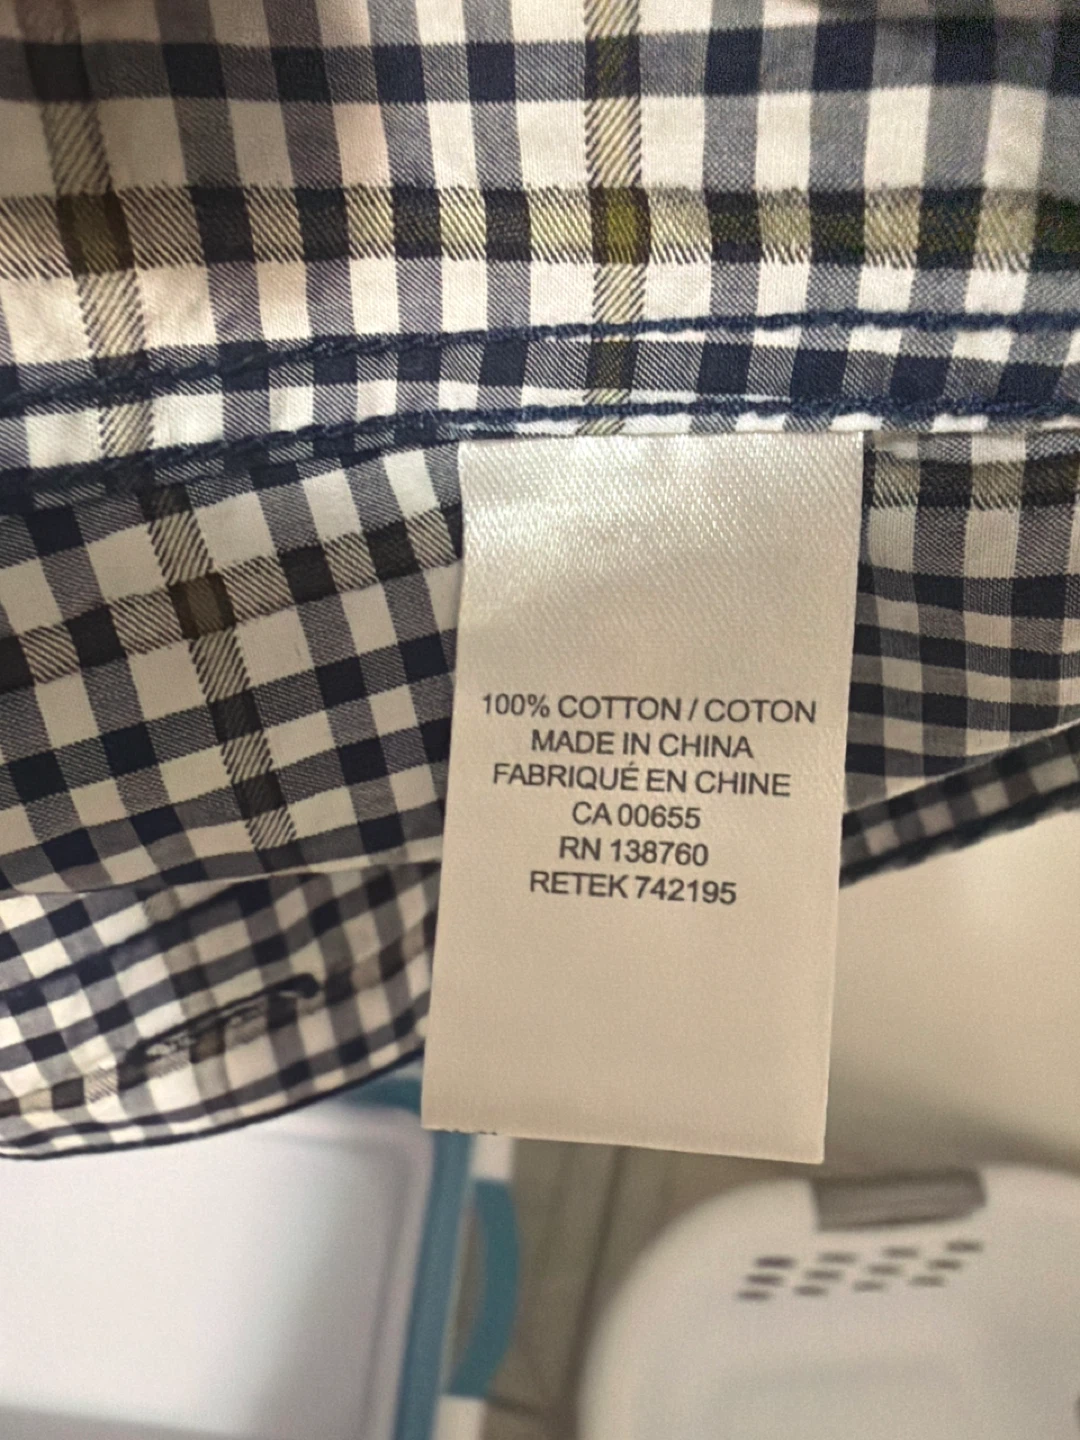 100% COTTON / COTON
MADE IN CHINA
FABRIQUÉ EN CHINE
CA 00655
RN 138760
RETEK 742195